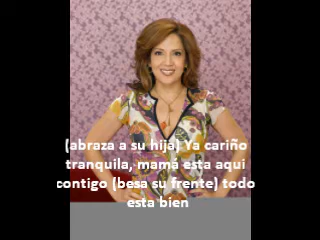 (abraza a su hija) Ya cariño
tranquila, mamá esta aqui
contigo (besa su frente) todo
esta bien